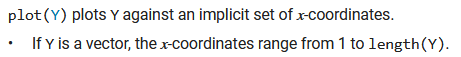 plot(Y) plots Y against an implicit set of x-coordinates.
• If Y is a vector, the x-coordinates range from 1 to length(Y).